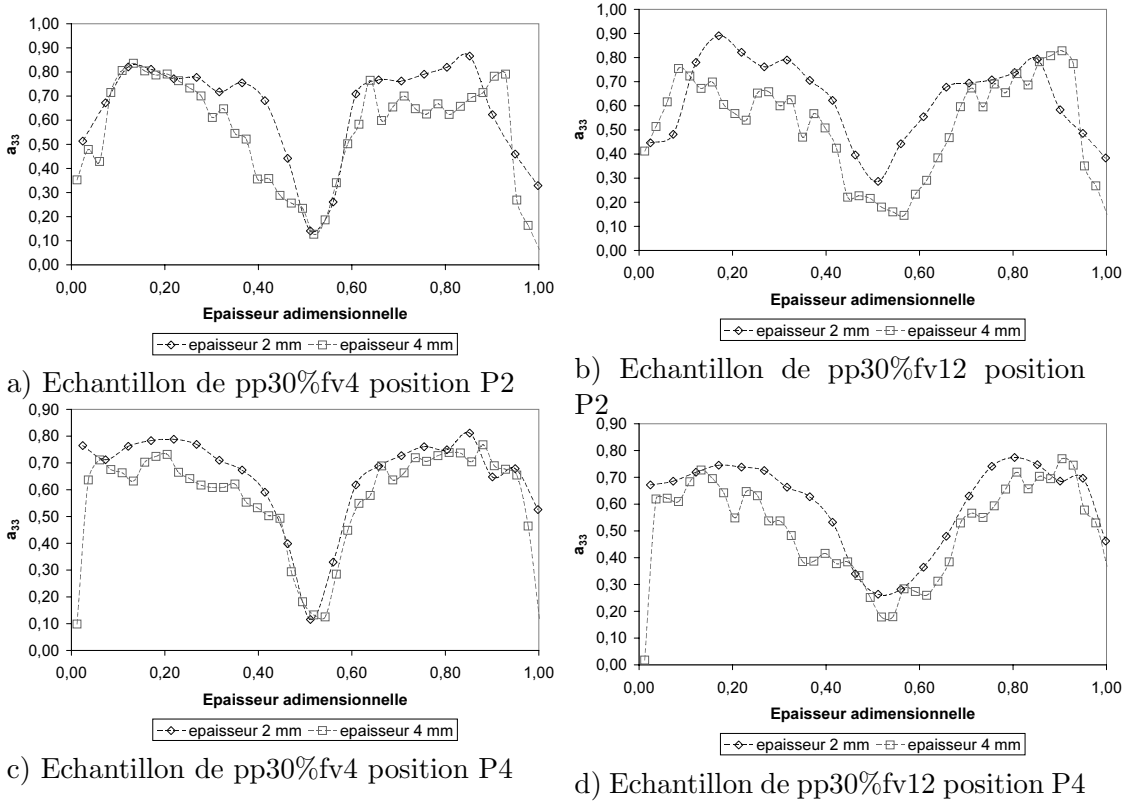 1,00
0,90
0,80
0,70
0,60
0,50
0,40
0,30
0,20
0,10
0,00
a33
0,00 0,20 0,40 0,60 0,80 1,00
Epaisseur adimensionnelle
epaisseur 2 mm epaisseur 4 mm
a) Echantillon de pp30%fv4 position P2
1,00
0,90
0,80
0,70
0,60
0,50
0,40
0,30
0,20
0,10
0,00
a33
0,00 0,20 0,40 0,60 0,80 1,00
Epaisseur adimensionnelle
epaisseur 2 mm epaisseur 4 mm
b) Echantillon de pp30%fv12 position
P2
0,90
0,80
0,70
0,60
0,50
0,40
0,30
0,20
0,10
0,00
a33
0,00 0,20 0,40 0,60 0,80 1,00
Epaisseur adimensionnelle
epaisseur 2 mm epaisseur 4 mm
c) Echantillon de pp30%fv4 position P4
0,90
0,80
0,70
0,60
0,50
0,40
0,30
0,20
0,10
0,00
a33
0,00 0,20 0,40 0,60 0,80 1,00
Epaisseur adimensionnelle
epaisseur 2 mm epaisseur 4 mm
d) Echantillon de pp30%fv12 position P4